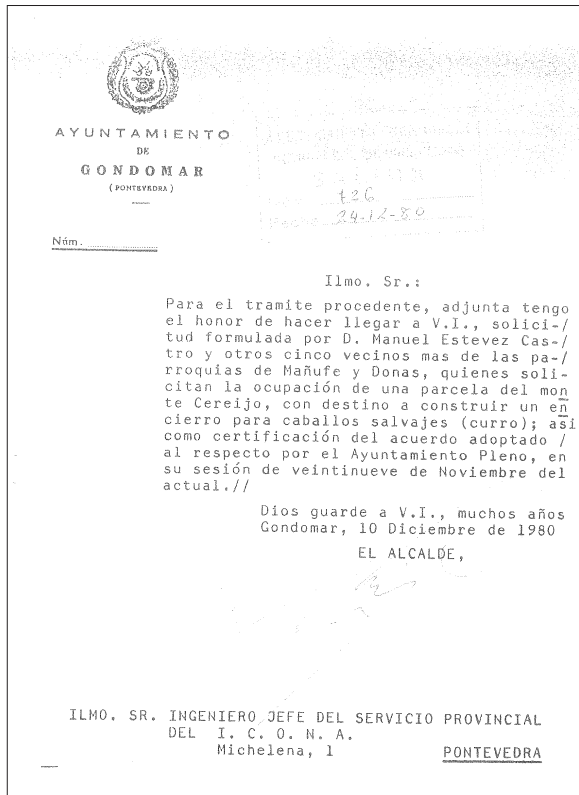 AYUNTAMIENTO
DE
GONDOMAR
(PONTEVEDRA)
Núm.
426
24-12-80
Ilmo. Sr.:
Para el tramite procedente, adjunta tengo
el honor de hacer llegar a V.I., solici-/
tud formulada por D. Manuel Estevez Cas-/
tro y otros cinco vecinos mas de las pa-/
rroquias de Mañufe y Donas, quienes soli-
citan la ocupación de una parcela del mon
te Cereijo, con destino a construir un en
cierro para caballos salvajes (curro); asi
como certificación del acuerdo adoptado /
al respecto por el Ayuntamiento Pleno, en
su sesión de veintinueve de Noviembre del
actual.//
Dios guarde a V.I., muchos años
Gondomar, 10 Diciembre de 1980
EL ALCALDE,
ILMO. SR. INGENIERO JEFE DEL SERVICIO PROVINCIAL
DEL I. C. O. N. A.
Michelena, 1 PONTEVEDRA